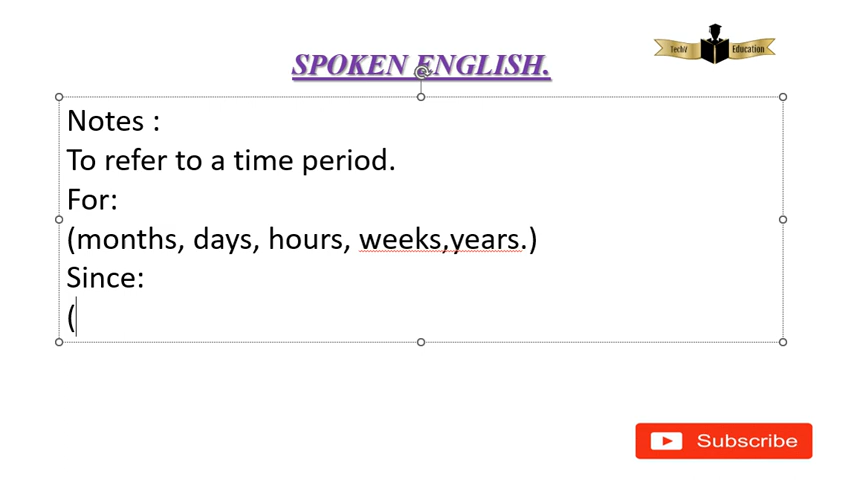 TechV Education
SPOKEN ENGLISH.
Notes :
To refer to a time period.
For:
(months, days, hours, weeks,years.)
Since:
(
Subscribe